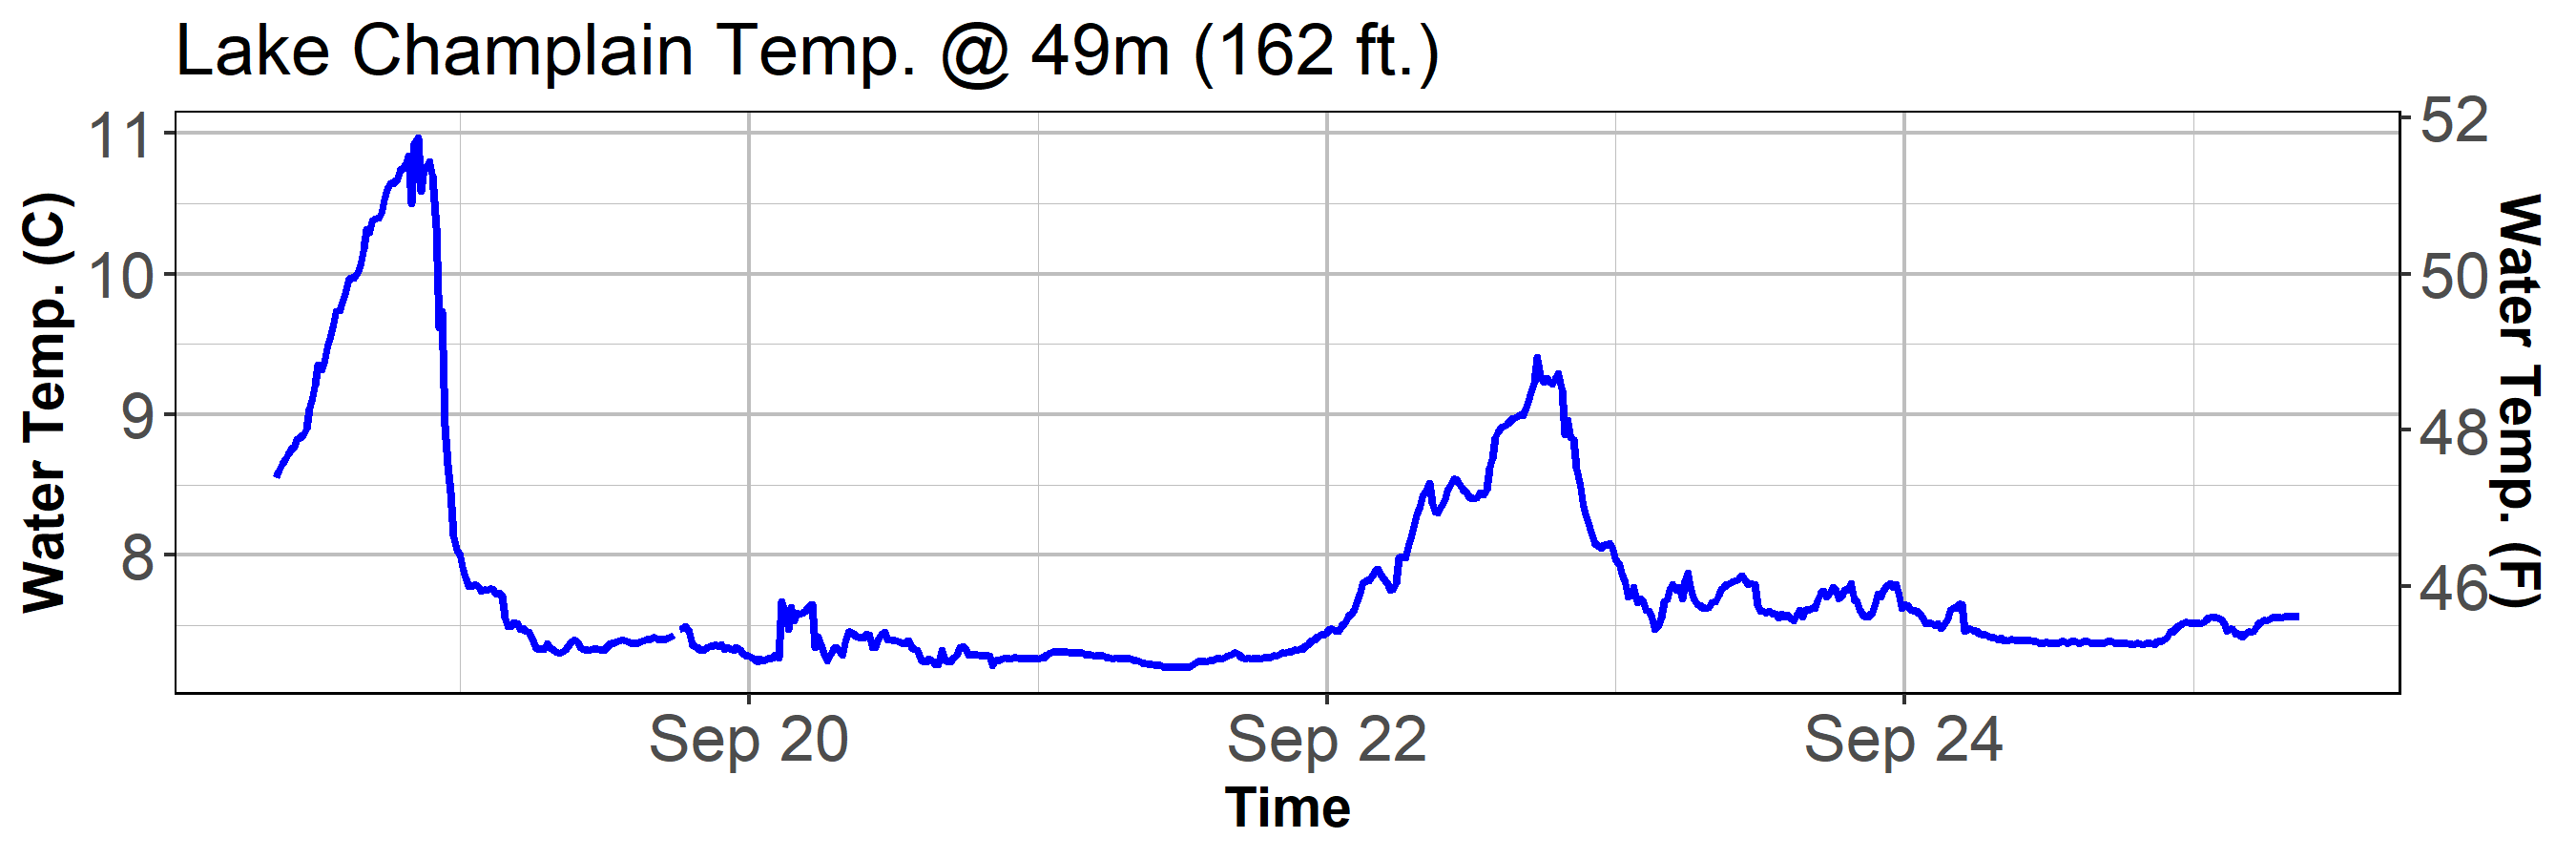 Lake Champlain Temp. @ 49m (162 ft.)
Water Temp. (C)
11
10
9
8
52
50
48
46
Water Temp. (F)
Sep 20
Sep 22
Sep 24
Time